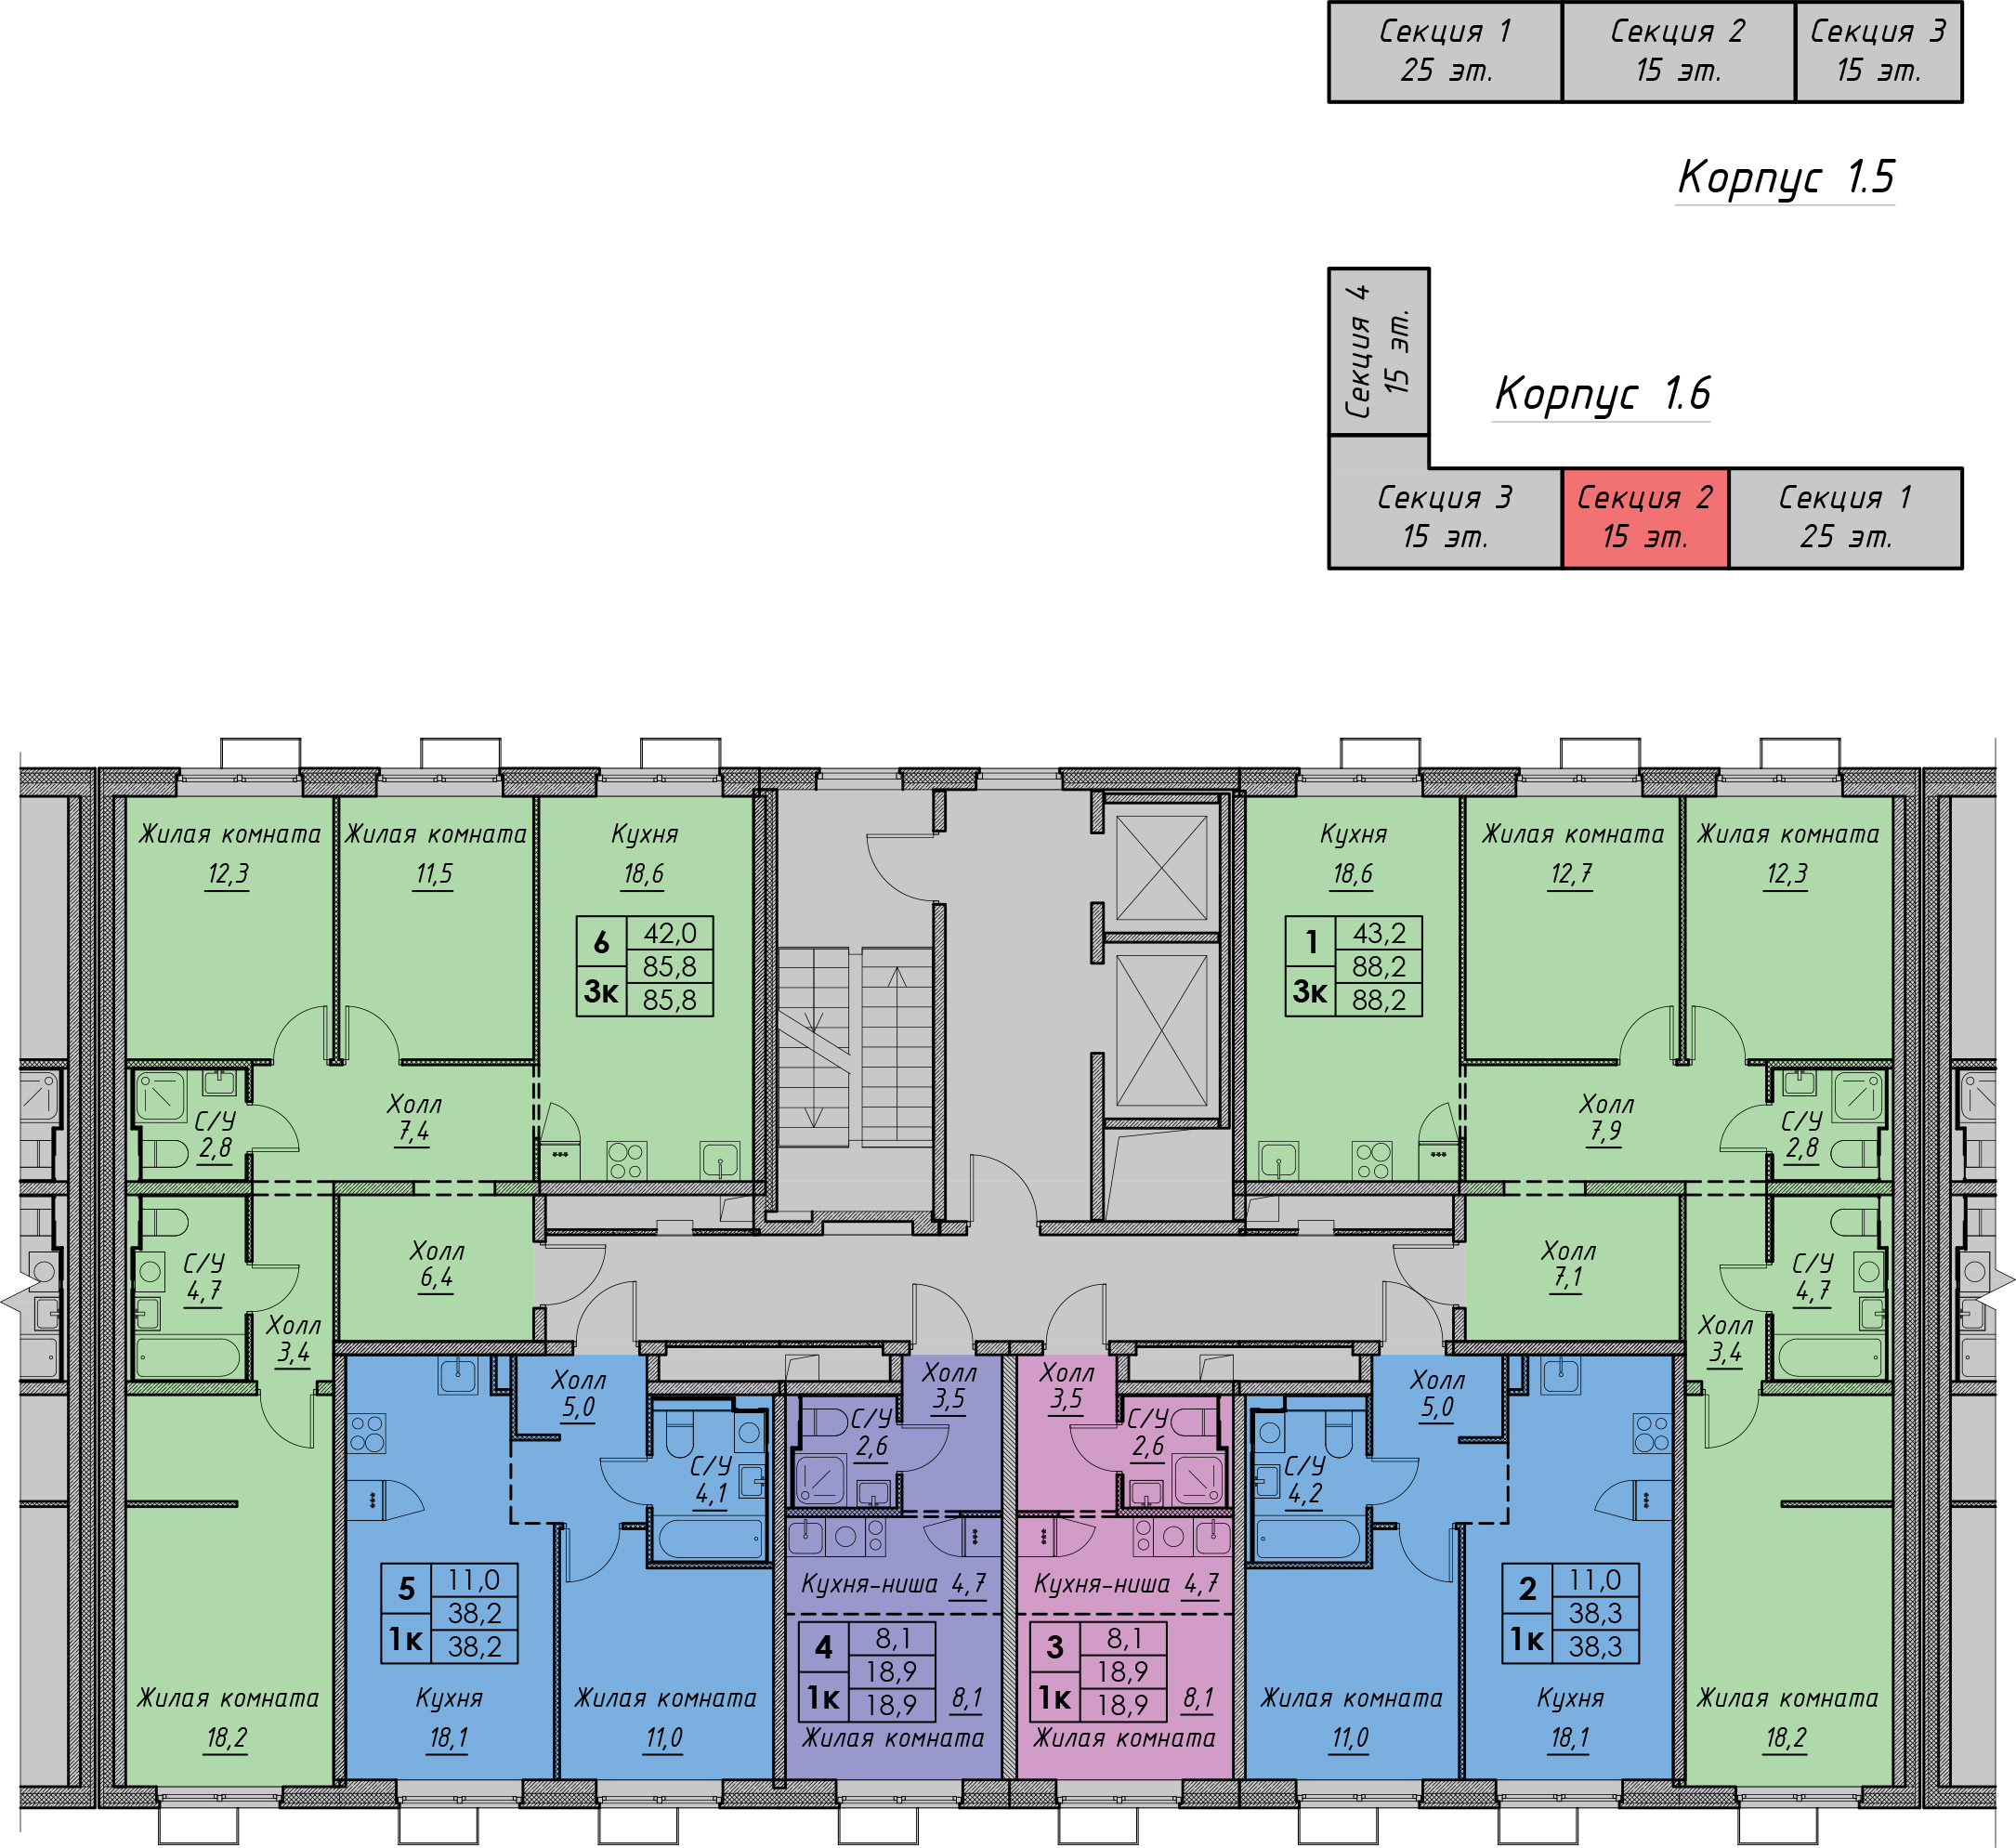 Секция 1
25 эт.
Секция 2
15 эт.
Секция 3
15 эт.
Корпус 1.5
Секция 4
15 эт.
Корпус 1.6
Секция 3
15 эт.
Секция 2
15 эт.
Секция 1
25 эт.
Жилая комната
12,3
Жилая комната
11,5
Кухня
18,6
6
3к
42,0
85,8
85,8
Кухня
18,6
1
3к
43,2
88,2
88,2
Жилая комната
12,7
Жилая комната
12,3
С/У
2,8
Холл
7,4
Холл
7,9
С/У
2,8
С/У
4,7
Холл
3,4
Холл
6,4
Холл
7,1
Холл
3,4
С/У
4,7
Холл
5,0
С/У
4,1
С/У
2,6
Холл
3,5
Холл
3,5
С/У
2,6
С/У
4,2
Холл
5,0
Жилая комната
18,2
5
1к
11,0
38,2
38,2
Кухня
18,1
Жилая комната
11,0
Кухня-ниша 4,7
4
1к
8,1
18,9
18,9
8,1
Жилая комната
Кухня-ниша 4,7
3
1к
8,1
18,9
18,9
8,1
Жилая комната
Жилая комната
11,0
2
1к
11,0
38,3
38,3
Кухня
18,1
Жилая комната
18,2